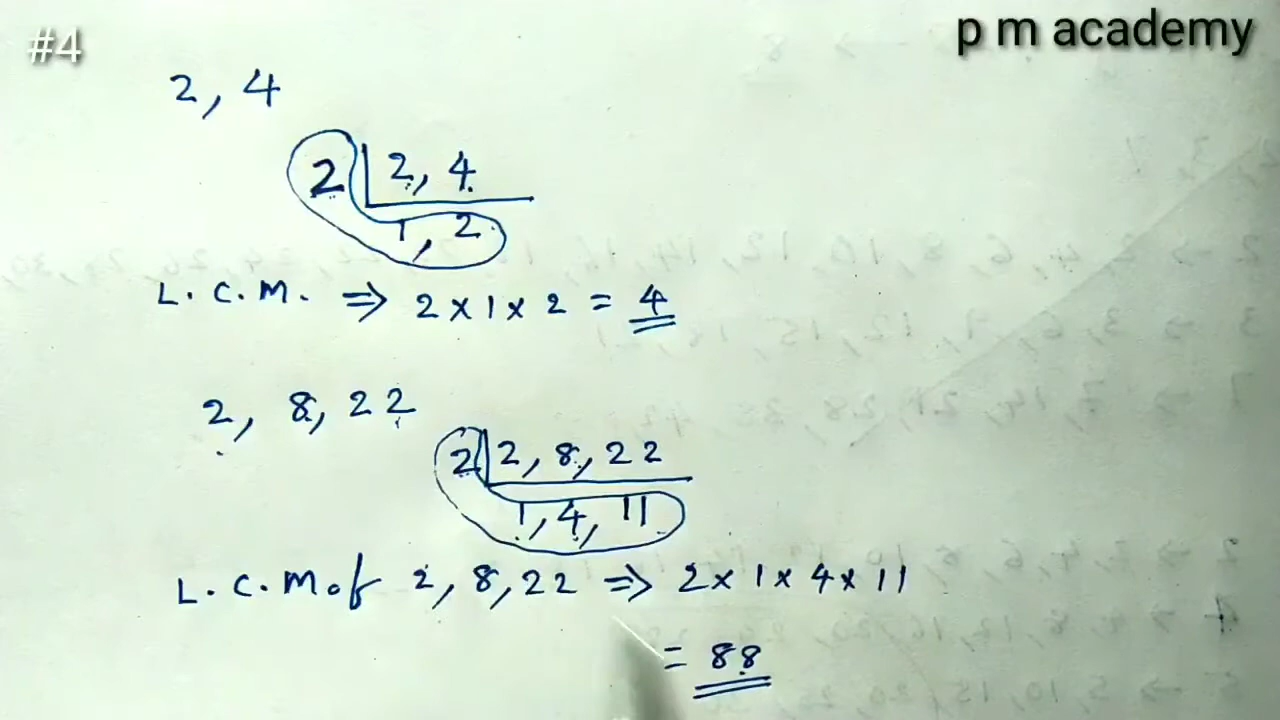 #4
p m academy
2, 4
2 | 2, 4
1, 2
L.C.M. ⇒ 2 × 1 × 2 = 4
2, 8, 22
2 | 2, 8, 22
1, 4, 11
L.C.M of 2, 8, 22 ⇒ 2 × 1 × 4 × 11
= 88